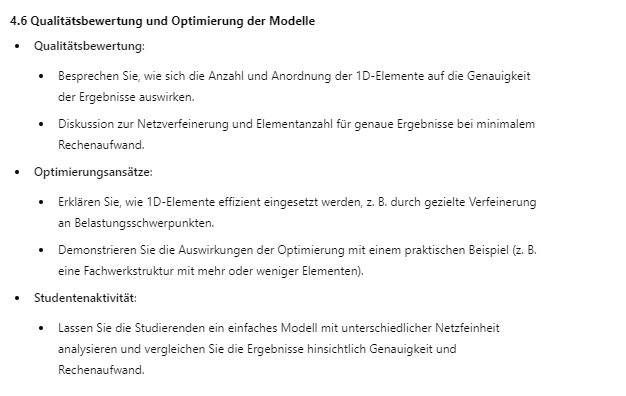 4.6 Qualitätsbewertung und Optimierung der Modelle
• Qualitätsbewertung:
• Besprechen Sie, wie sich die Anzahl und Anordnung der 1D-Elemente auf die Genauigkeit
der Ergebnisse auswirken.
• Diskussion zur Netzverfeinerung und Elementanzahl für genaue Ergebnisse bei minimalem
Rechenaufwand.
• Optimierungsansätze:
• Erklären Sie, wie 1D-Elemente effizient eingesetzt werden, z. B. durch gezielte Verfeinerung
an Belastungsschwerpunkten.
• Demonstrieren Sie die Auswirkungen der Optimierung mit einem praktischen Beispiel (z. B.
eine Fachwerkstruktur mit mehr oder weniger Elementen).
• Studentenaktivität:
• Lassen Sie die Studierenden ein einfaches Modell mit unterschiedlicher Netzfeinheit
analysieren und vergleichen Sie die Ergebnisse hinsichtlich Genauigkeit und
Rechenaufwand.